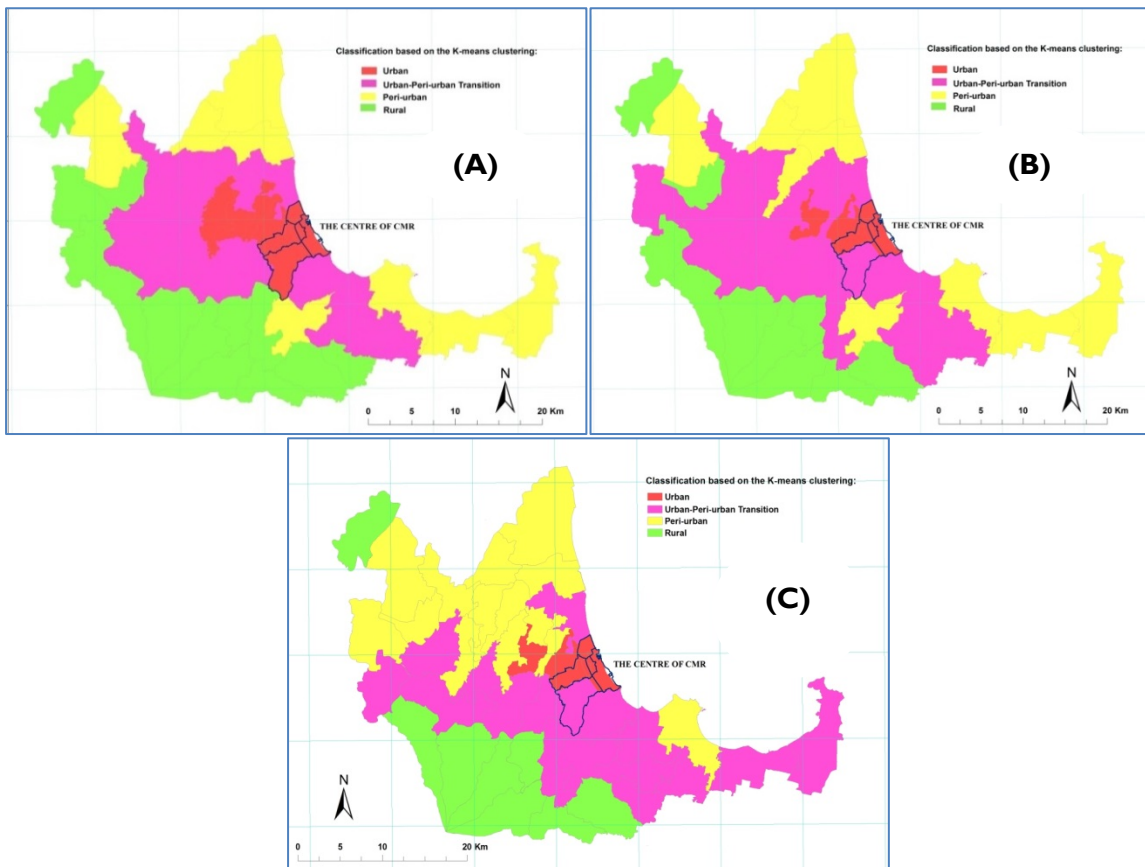 Classification based on the K-means clustering:
Urban
Urban-Peri-urban Transition
Peri-urban
Rural
(A)
THE CENTRE OF CMR
N
0 5 10 20 Km
Classification based on the K-means clustering:
Urban
Urban-Peri-urban Transition
Peri-urban
Rural
(B)
THE CENTRE OF CMR
N
0 5 10 20 Km
Classification based on the K-means clustering:
Urban
Urban-Peri-urban Transition
Peri-urban
Rural
(C)
THE CENTRE OF CMR
N
0 5 10 20 Km